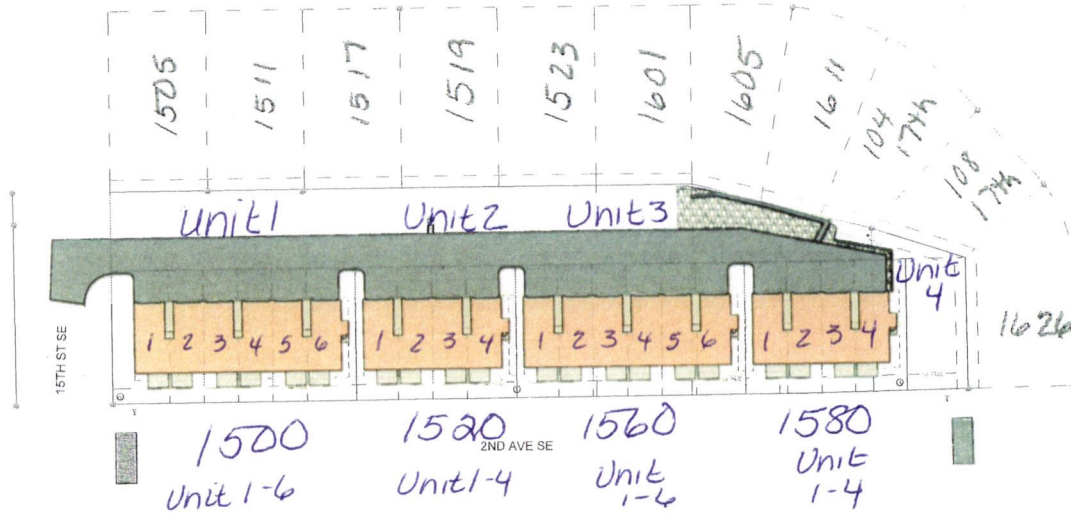 1505
1511
1517
1519
1523
1601
1605
1611
104
17th
108
17th
Unit1
Unit2
Unit3
Unit
4
15TH ST SE
1 2 3 4 5 6
1 2 3 4
1 2 3 4 5 6
1 2 3 4
1626
1500
1520
1560
1580
2ND AVE SE
Unit 1-6
Unit 1-4
Unit
1-6
Unit
1-4